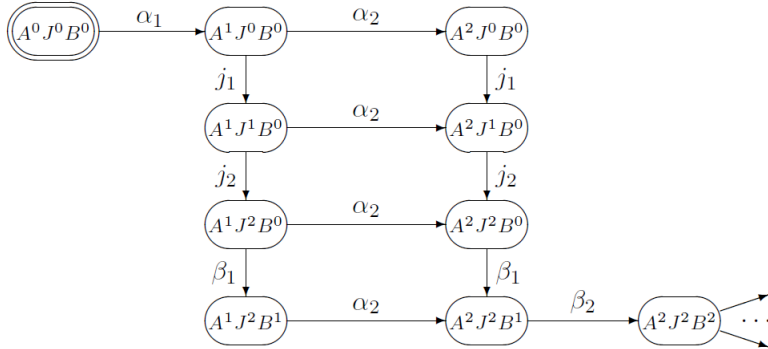 α₁ α₂
A⁰J⁰B⁰ A¹J⁰B⁰ A²J⁰B⁰
j₁ j₁
α₂
A¹J¹B⁰ A²J¹B⁰
j₂ j₂
α₂
A¹J²B⁰ A²J²B⁰
β₁ β₁
α₂ β₂
A¹J²B¹ A²J²B¹ A²J²B² ···